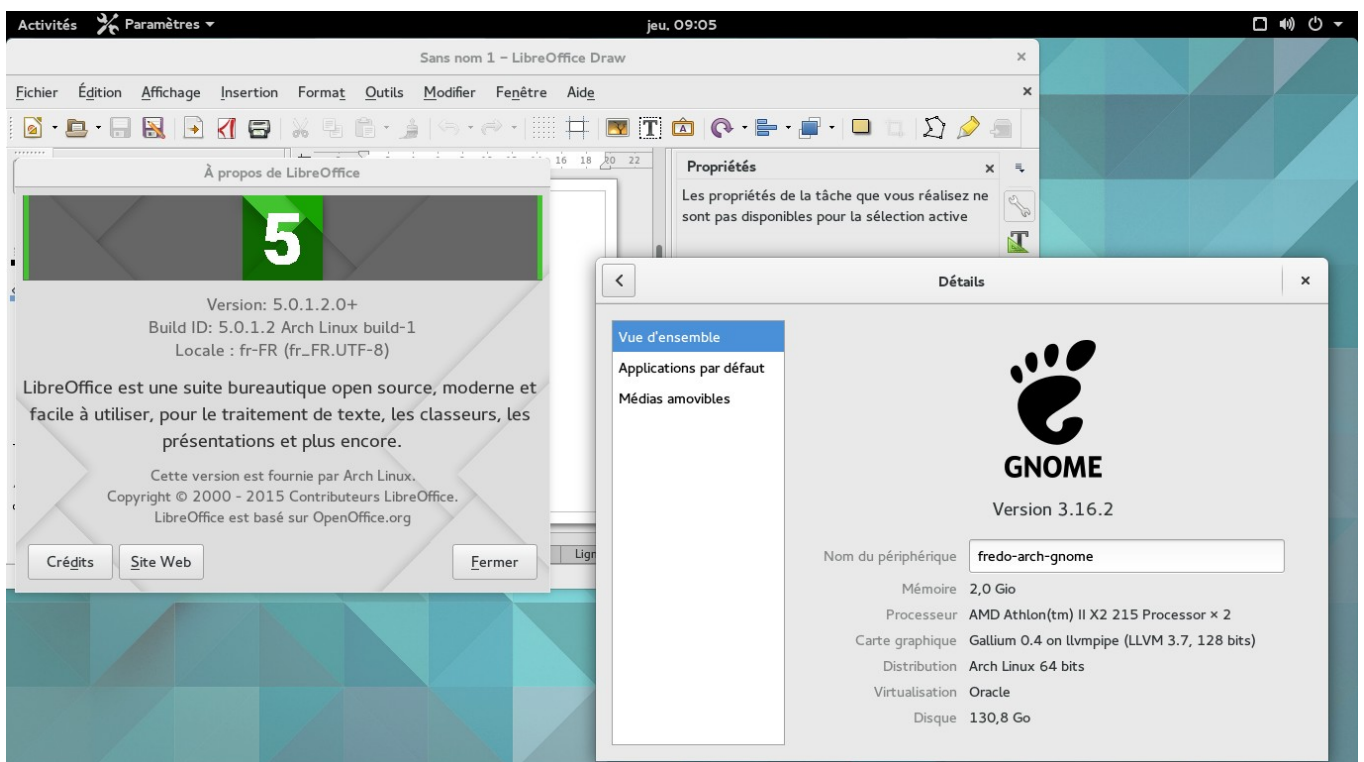 Activités Paramètres jeu. 09:05
Sans nom 1 – LibreOffice Draw
Fichier Édition Affichage Insertion Format Outils Modifier Fenêtre Aide
16 18 20 22
À propos de LibreOffice
5
Version: 5.0.1.2.0+
Build ID: 5.0.1.2 Arch Linux build-1
Locale : fr-FR (fr_FR.UTF-8)
LibreOffice est une suite bureautique open source, moderne et
facile à utiliser, pour le traitement de texte, les classeurs, les
présentations et plus encore.
Cette version est fournie par Arch Linux.
Copyright © 2000 - 2015 Contributeurs LibreOffice.
LibreOffice est basé sur OpenOffice.org
Crédits Site Web Fermer
Propriétés
Les propriétés de la tâche que vous réalisez ne
sont pas disponibles pour la sélection active
Détails
Vue d'ensemble
Applications par défaut
Médias amovibles
GNOME
Version 3.16.2
Nom du périphérique fredo-arch-gnome
Mémoire 2,0 Gio
Processeur AMD Athlon(tm) II X2 215 Processor × 2
Carte graphique Gallium 0.4 on llvmpipe (LLVM 3.7, 128 bits)
Distribution Arch Linux 64 bits
Virtualisation Oracle
Disque 130,8 Go